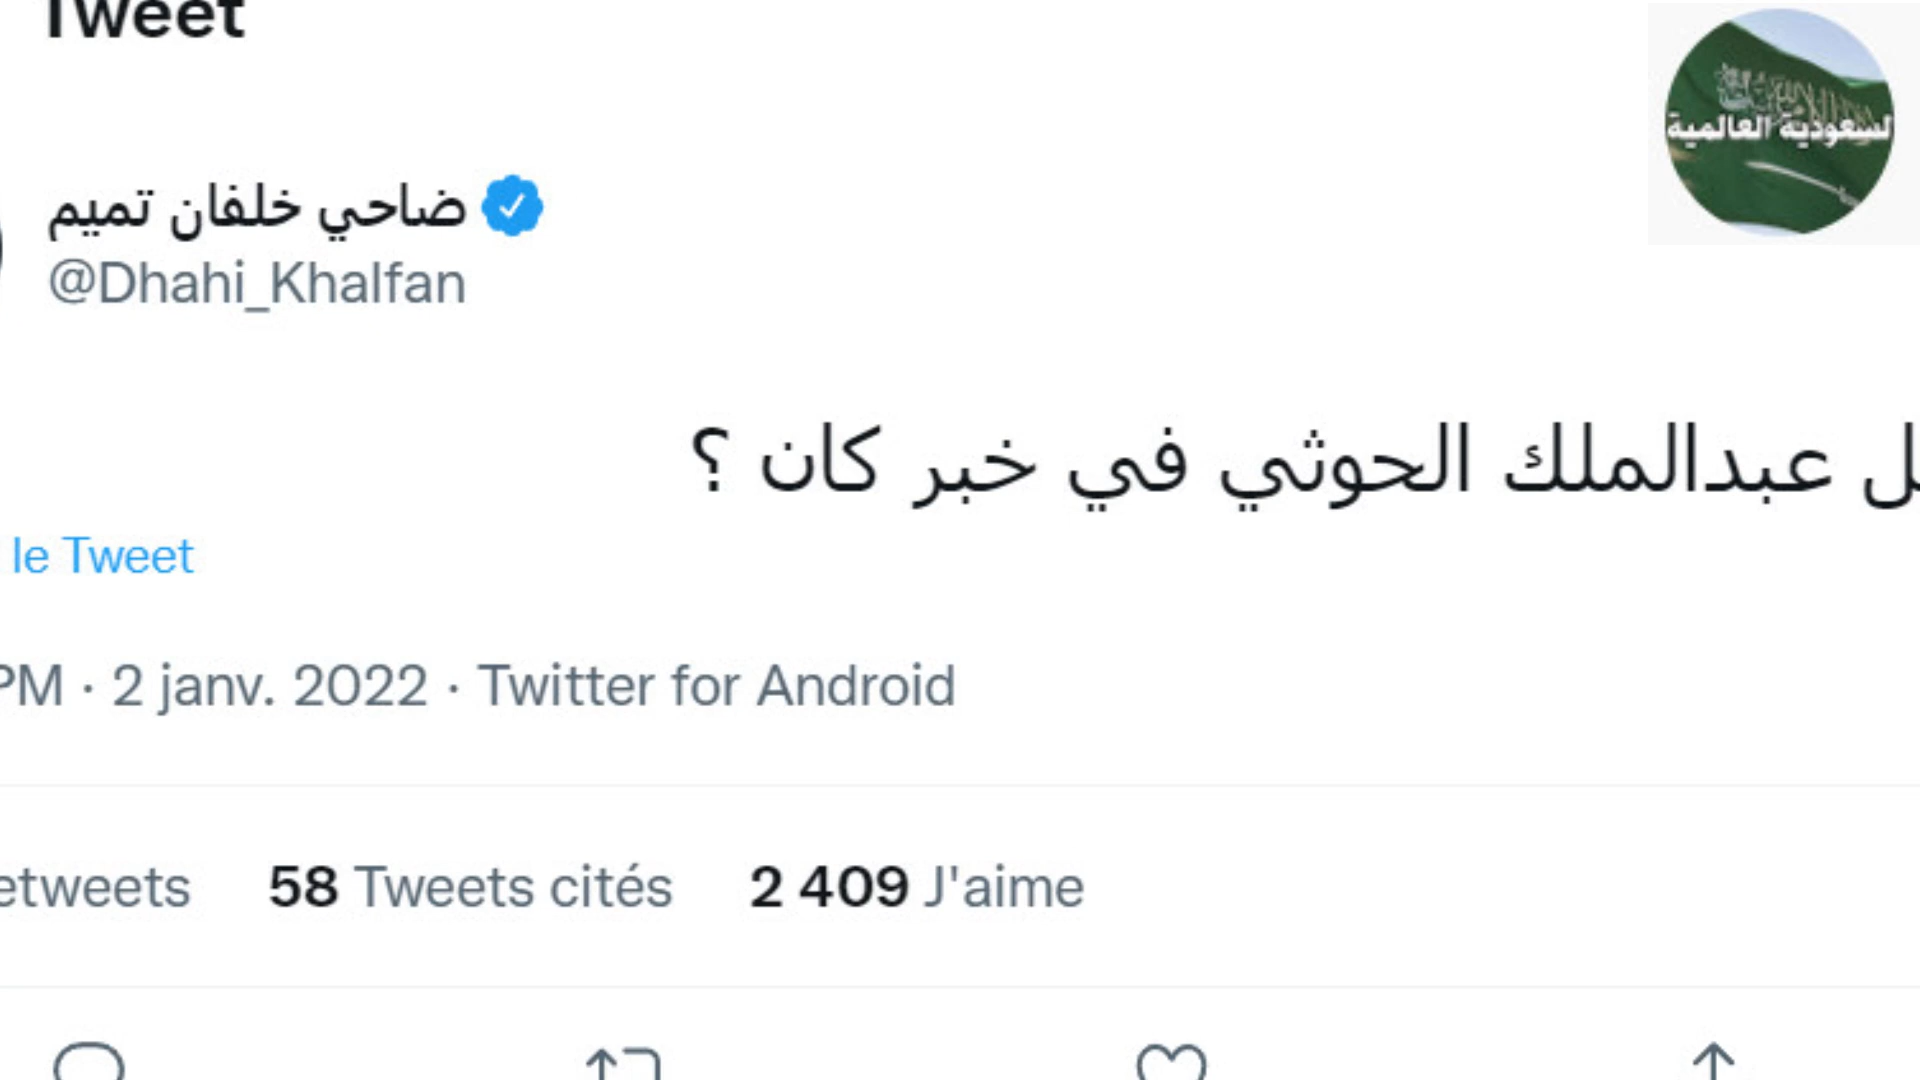 Tweet
السعودية العالمية
ضاحي خلفان تميم
@Dhahi_Khalfan
عبدالملك الحوثي في خبر كان ؟
le Tweet
PM · 2 janv. 2022 · Twitter for Android
58 Tweets cités 2 409 J'aime